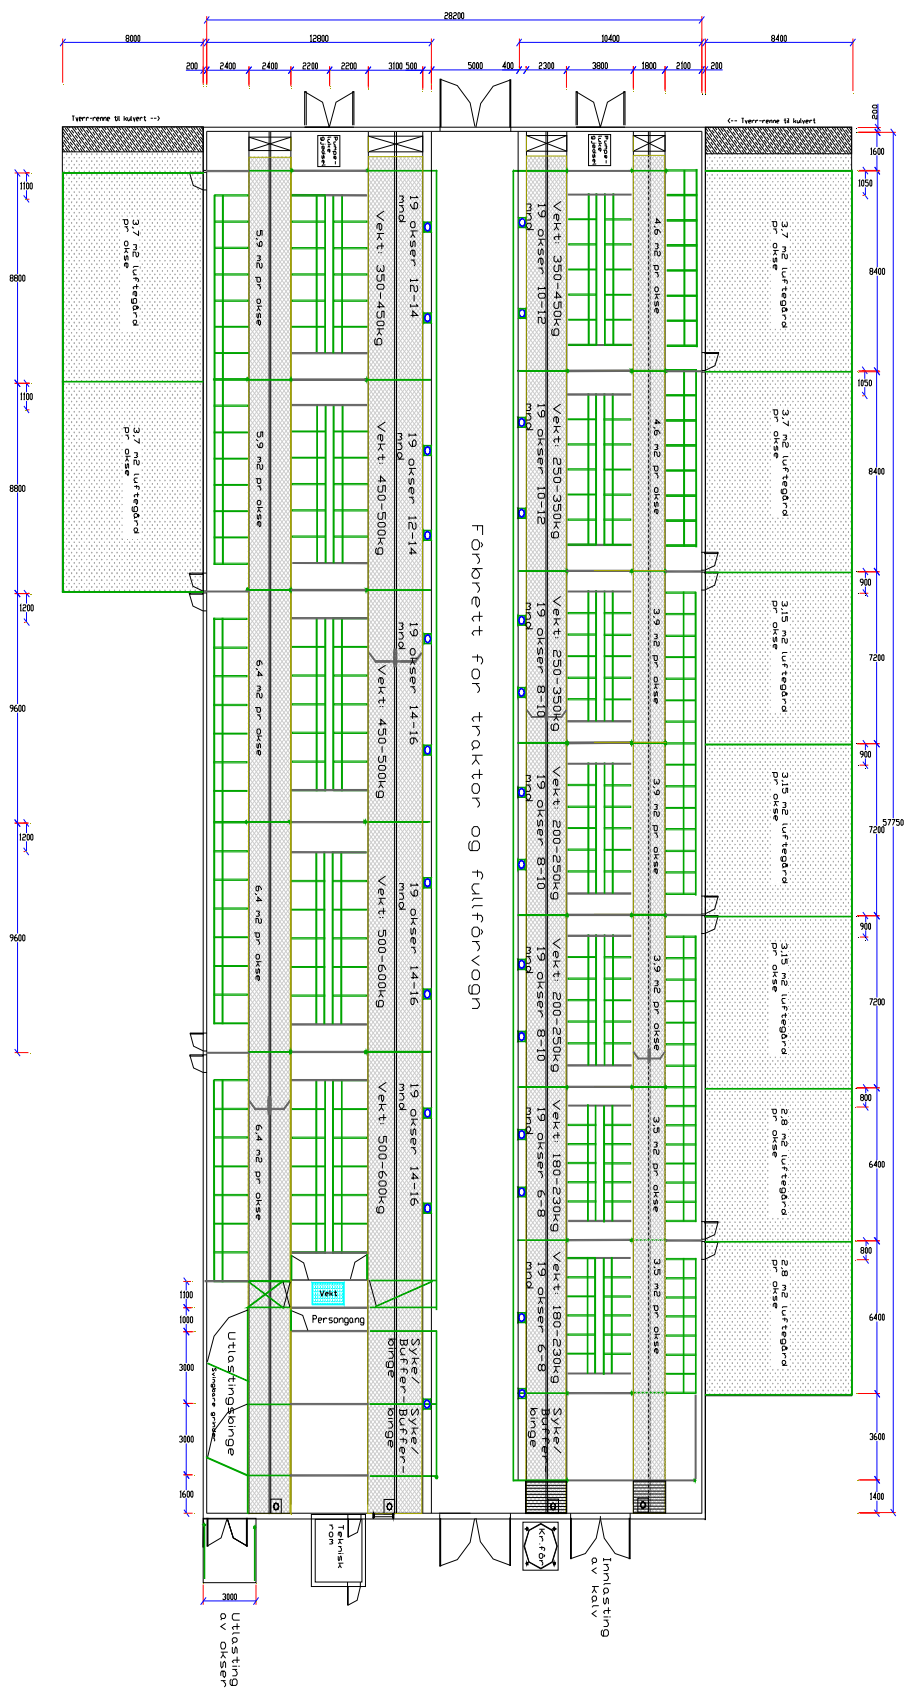 28200
8000
12800
10400
8400
200
2400
2400
2200
2200
3100
500
5000
400
2300
3800
1800
2100
200
Tverr-renne til kulvert -->
<-- Tverr-renne til kulvert
200
1600
1100
8800
1100
8800
1200
9600
1200
9600
1050
8400
1050
8400
900
7200
900
7200
57750
900
7200
800
6400
800
6400
3600
1400
3,7 m2 luftegård
pr okse
3,7 m2 luftegård
pr okse
5,9 m2 pr okse
5,9 m2 pr okse
6,4 m2 pr okse
6,4 m2 pr okse
6,4 m2 pr okse
19 okser 12-14
mnd
Vekt: 350-450kg
19 okser 12-14
mnd
Vekt: 450-500kg
19 okser 14-16
mnd
Vekt: 450-500kg
19 okser 14-16
mnd
Vekt: 500-600kg
19 okser 14-16
mnd
Vekt: 500-600kg
Fôrbrett for traktor og fullfôrvogn
Vekt: 350-450kg
19 okser 10-12
mnd
Vekt: 250-350kg
19 okser 10-12
mnd
Vekt: 250-350kg
19 okser 8-10
mnd
Vekt: 200-250kg
19 okser 8-10
mnd
Vekt: 200-250kg
19 okser 8-10
mnd
Vekt: 180-230kg
19 okser 6-8
mnd
Vekt: 180-230kg
19 okser 6-8
mnd
4,6 m2 pr okse
4,6 m2 pr okse
3,9 m2 pr okse
3,9 m2 pr okse
3,9 m2 pr okse
3,5 m2 pr okse
3,5 m2 pr okse
3,7 m2 luftegård
pr okse
3,7 m2 luftegård
pr okse
3,15 m2 luftegård
pr okse
3,15 m2 luftegård
pr okse
3,15 m2 luftegård
pr okse
2,8 m2 luftegård
pr okse
2,8 m2 luftegård
pr okse
1100
1000
3000
3000
1600
Vekt
Persongang
Utlastingsbinge
Svingbare grinder
Syke/
Buffer-
binge
Syke/
Buffer-
binge
Syke/
Buffer-
binge
Teknisk
rom
Kr.fôr
Innlasting
av kalv
3000
Utlasting
av okser